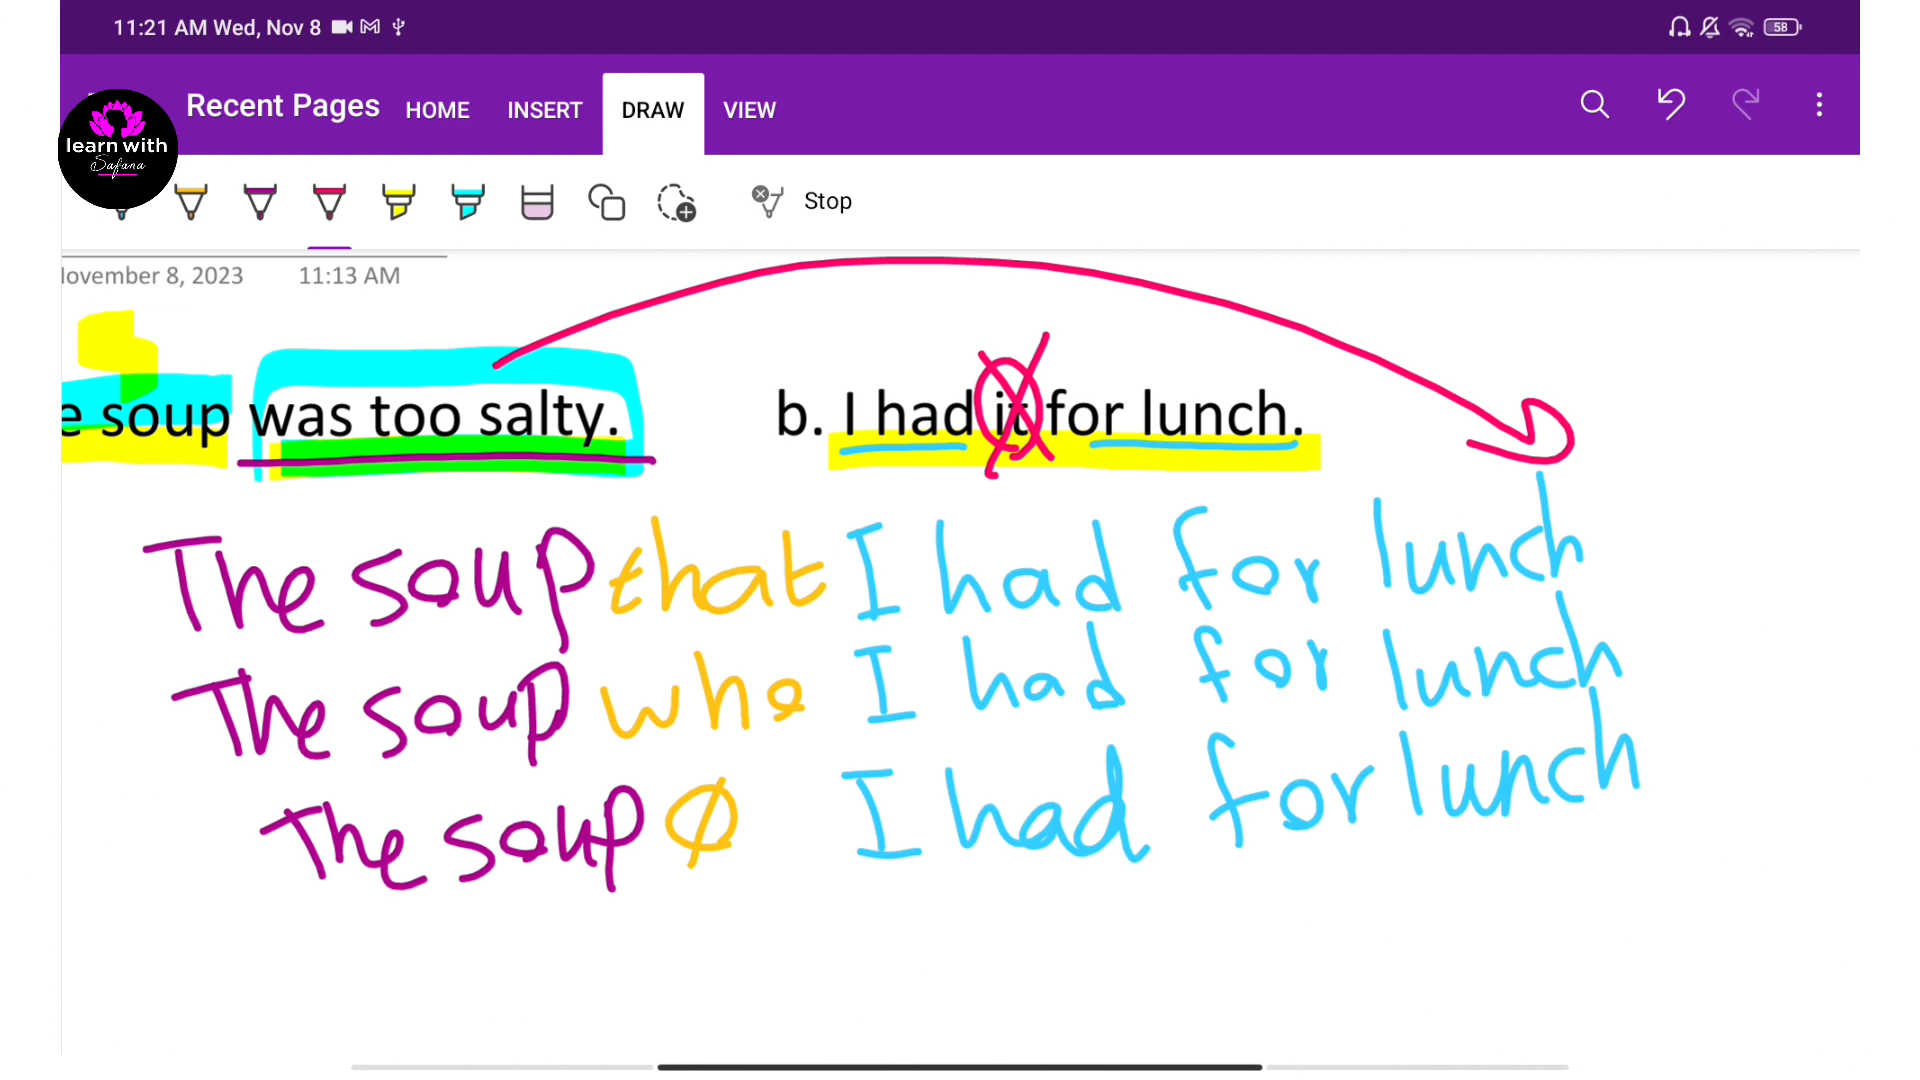 11:21 AM Wed, Nov 8 58
Recent Pages HOME INSERT DRAW VIEW
learn with
Safana
Stop
lovember 8, 2023 11:13 AM
e soup was too salty. b. I had it for lunch.
The soup that I had for lunch
The soup who I had for lunch
The soup Ø I had for lunch